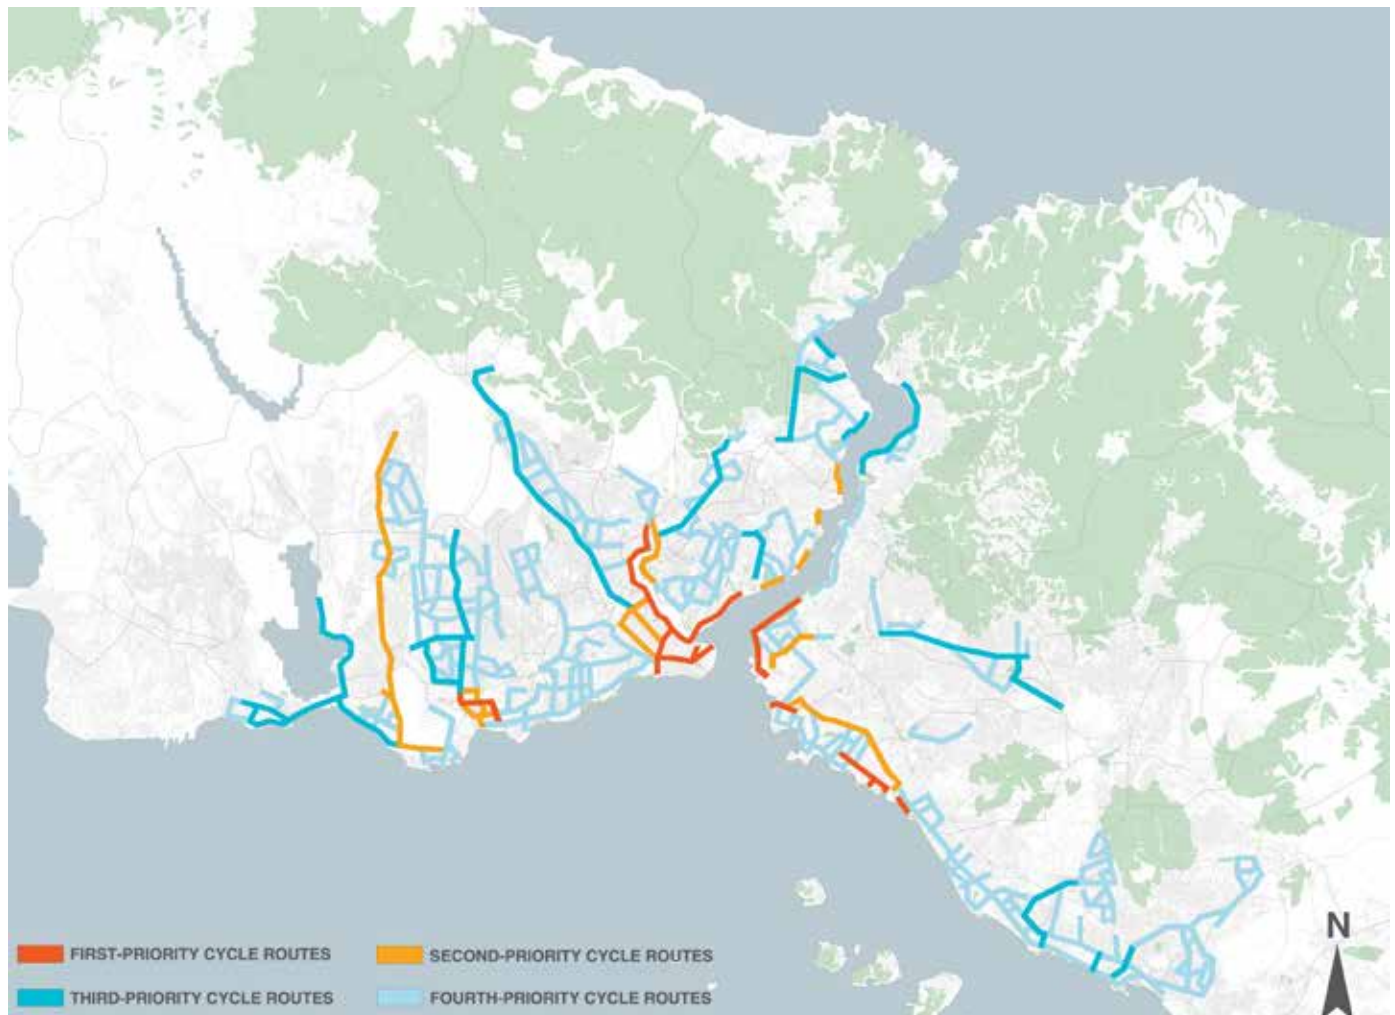 N
FIRST-PRIORITY CYCLE ROUTES
SECOND-PRIORITY CYCLE ROUTES
THIRD-PRIORITY CYCLE ROUTES
FOURTH-PRIORITY CYCLE ROUTES